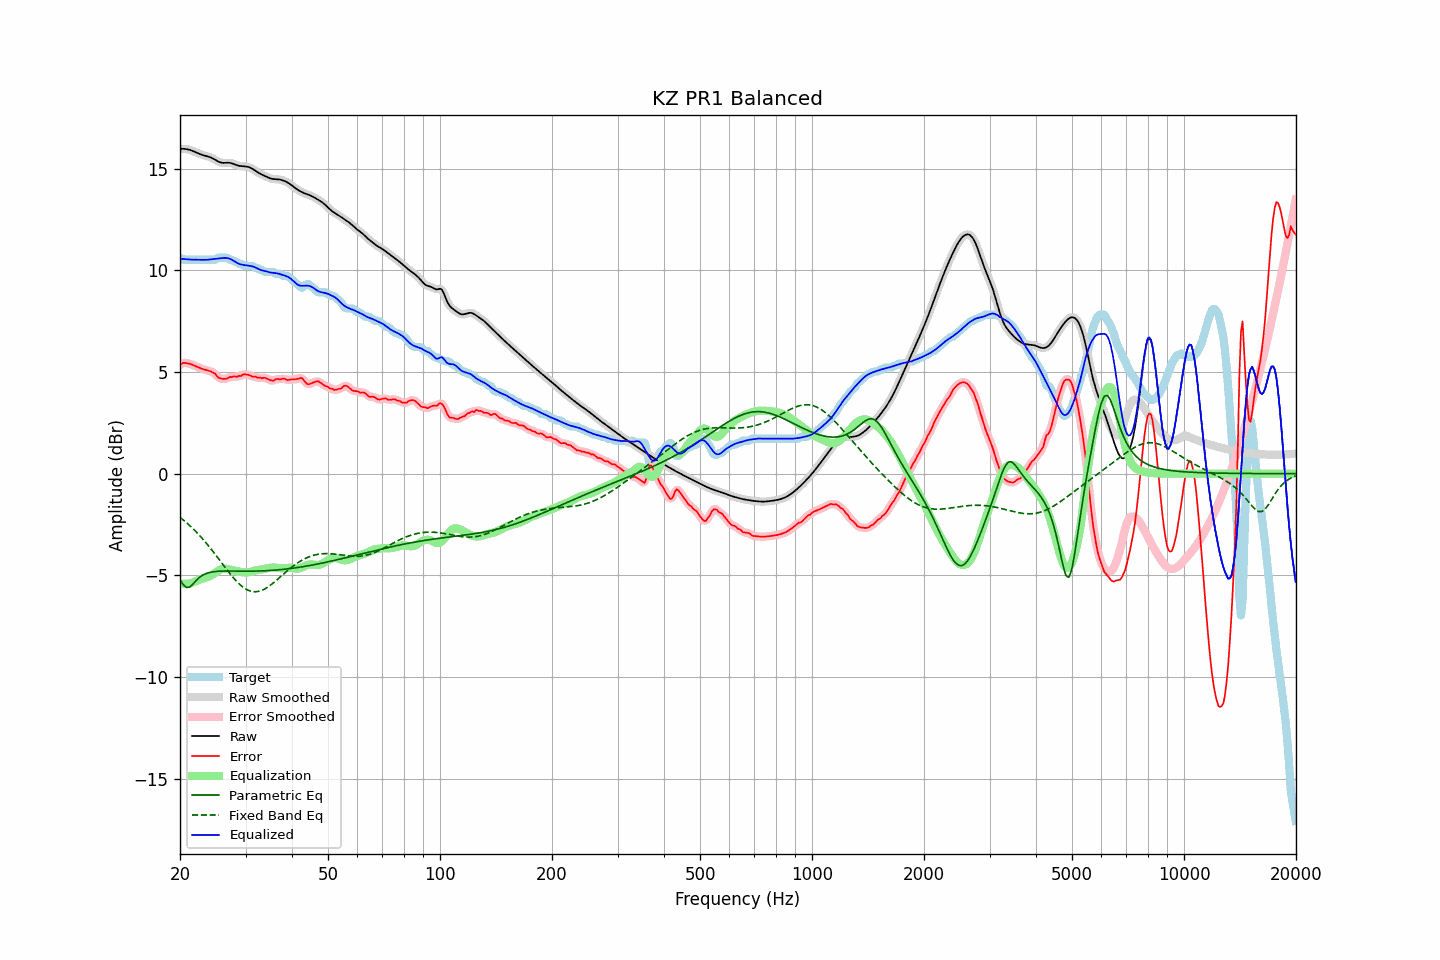 KZ PR1 Balanced
Amplitude (dBr)
15
10
5
0
−5
−10
−15
Target
Raw Smoothed
Error Smoothed
Raw
Error
Equalization
Parametric Eq
Fixed Band Eq
Equalized
20 50 100 200 500 1000 2000 5000 10000 20000
Frequency (Hz)